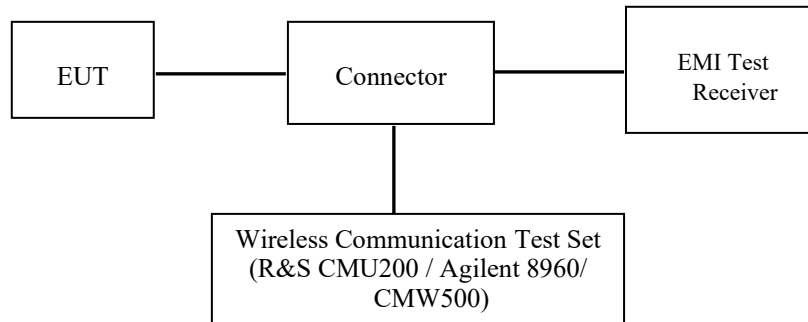 EUT
Connector
EMI Test
Receiver
Wireless Communication Test Set
(R&S CMU200 / Agilent 8960/
CMW500)